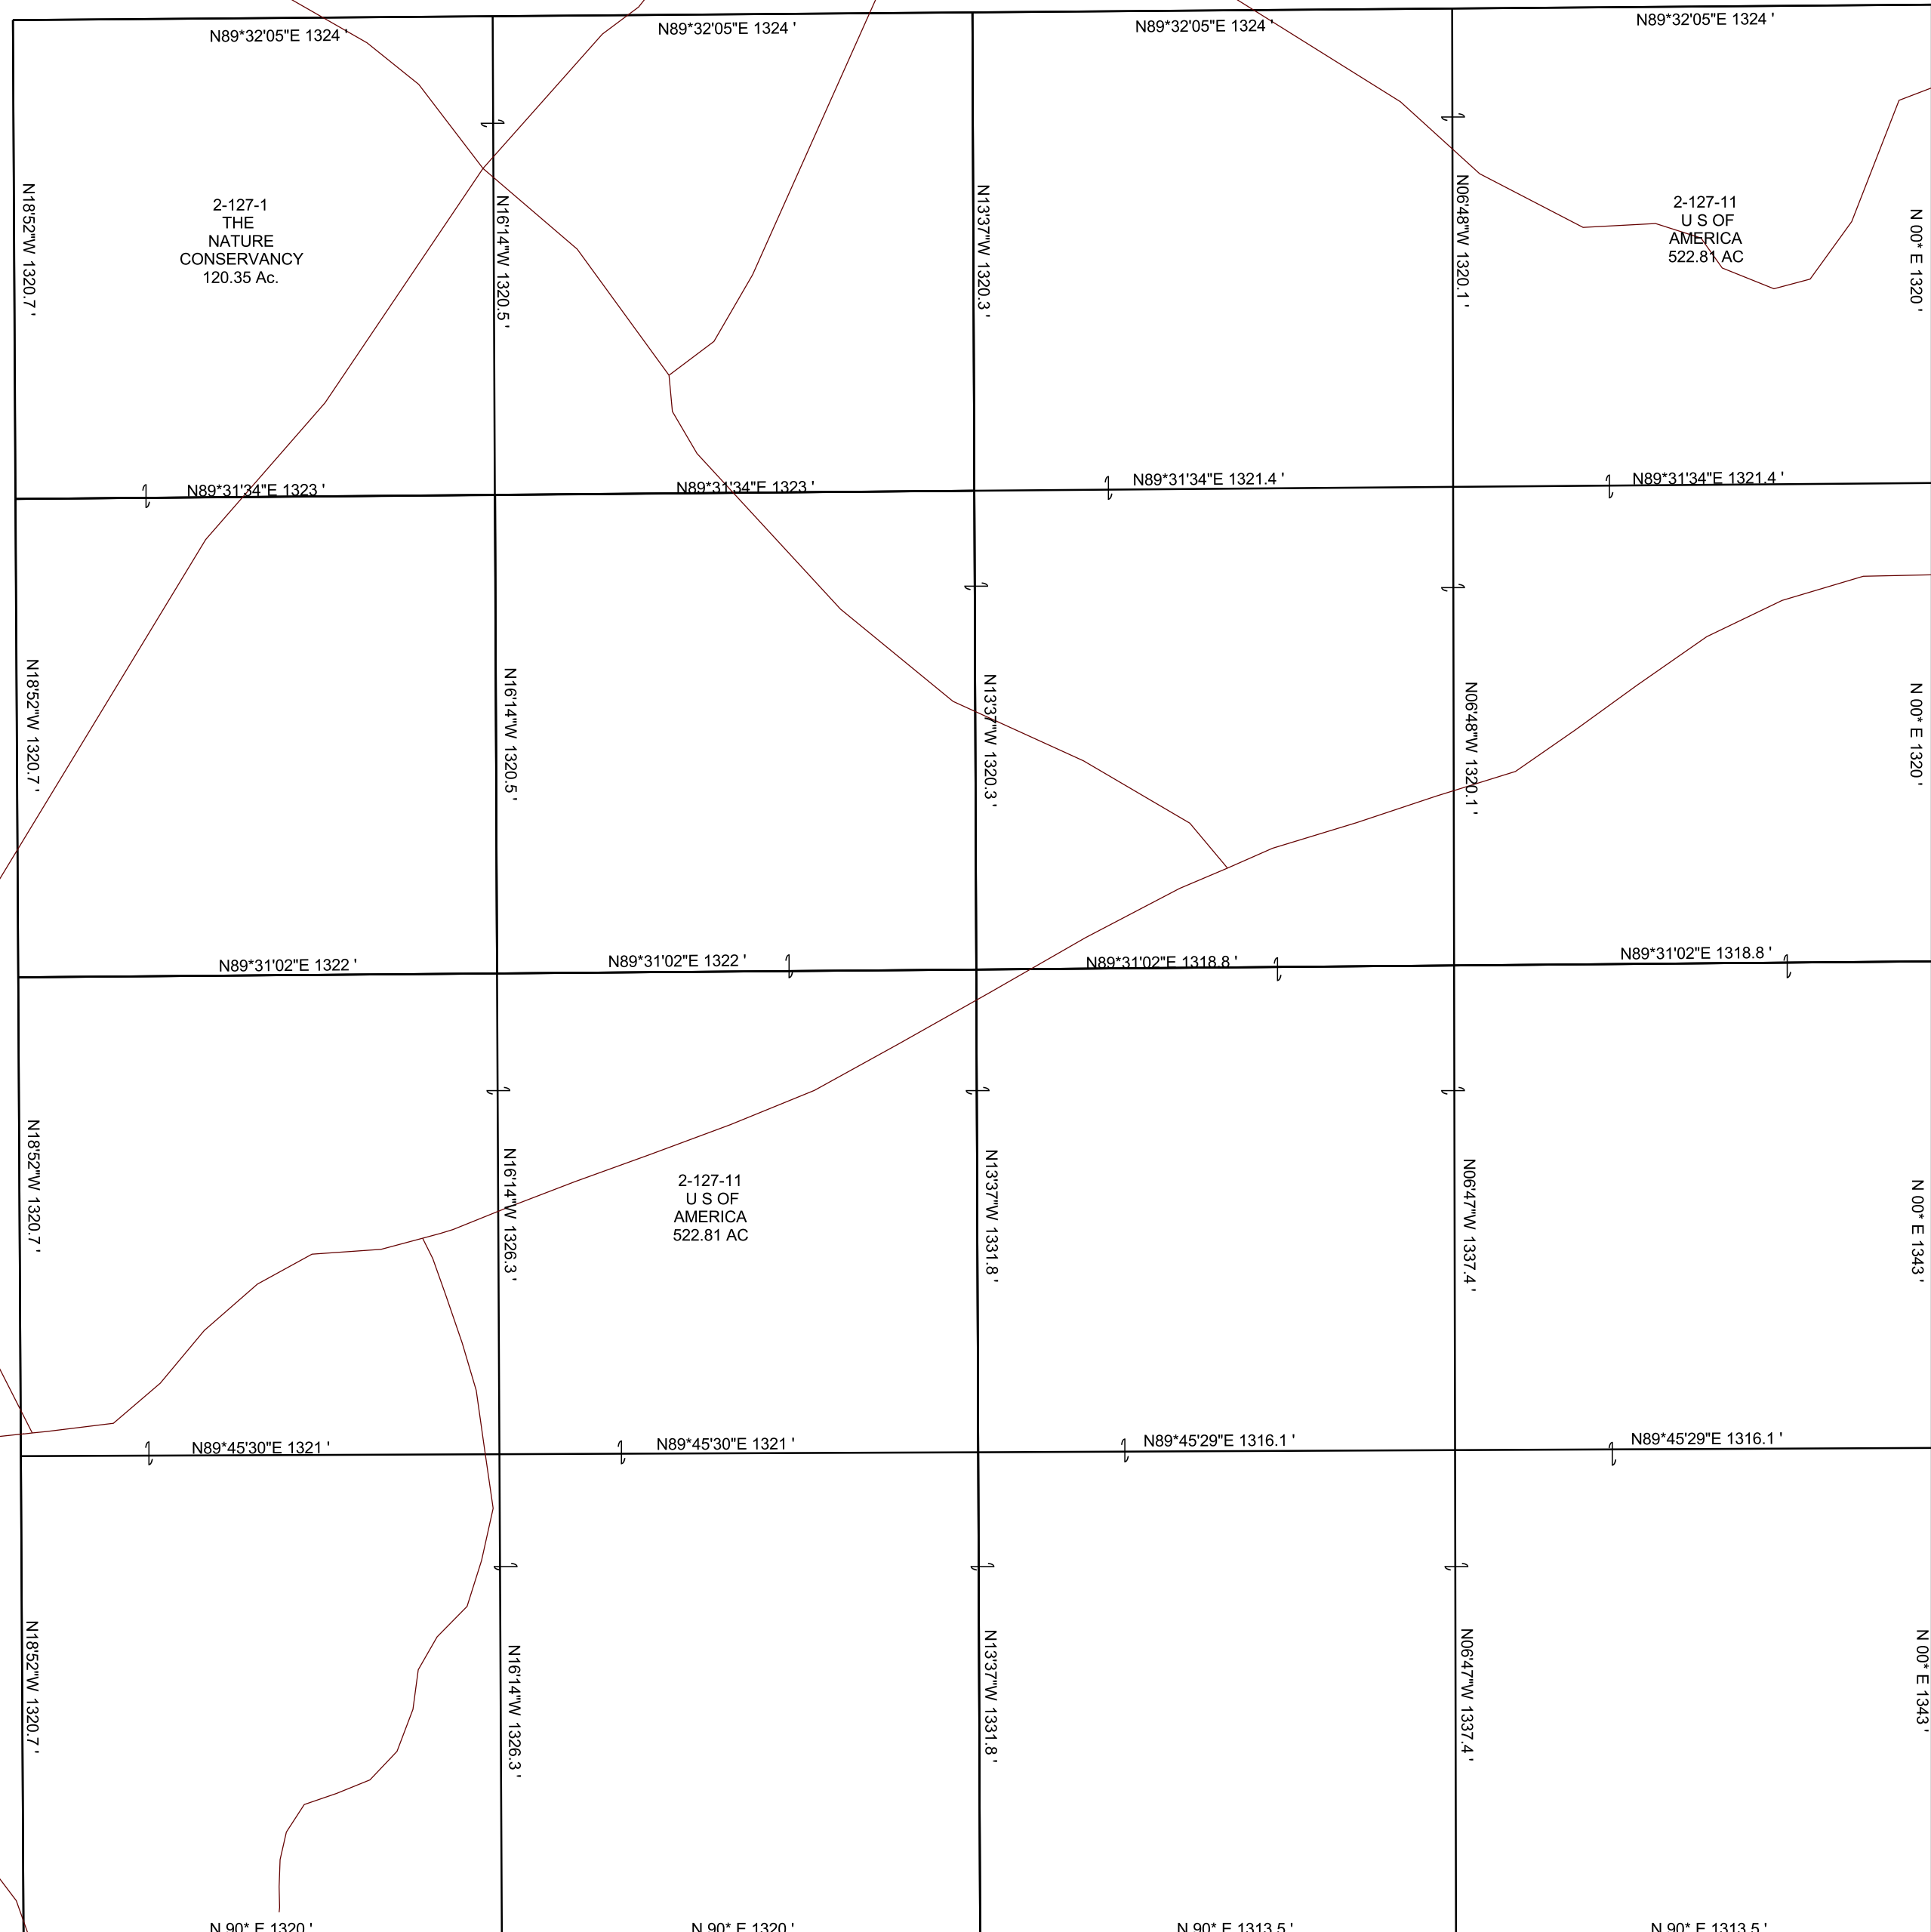 N89*32'05"E 1324 '
N89*32'05"E 1324 '
N89*32'05"E 1324 '
N89*32'05"E 1324 '
N18'52"W 1320.7 '
2-127-1
THE
NATURE
CONSERVANCY
120.35 Ac.
N16'14"W 1320.5 '
N13'37"W 1320.3 '
N06'48"W 1320.1 '
2-127-11
U S OF
AMERICA
522.81 AC
N 00* E 1320 '
N89*31'34"E 1323 '
N89*31'34"E 1323 '
N89*31'34"E 1321.4 '
N89*31'34"E 1321.4 '
N18'52"W 1320.7 '
N16'14"W 1320.5 '
N13'37"W 1320.3 '
N06'48"W 1320.1 '
N 00* E 1320 '
N89*31'02"E 1322 '
N89*31'02"E 1322 '
N89*31'02"E 1318.8 '
N89*31'02"E 1318.8 '
N18'52"W 1320.7 '
N16'14"W 1326.3 '
2-127-11
U S OF
AMERICA
522.81 AC
N13'37"W 1331.8 '
N06'47"W 1337.4 '
N 00* E 1343 '
N89*45'30"E 1321 '
N89*45'30"E 1321 '
N89*45'29"E 1316.1 '
N89*45'29"E 1316.1 '
N18'52"W 1320.7 '
N16'14"W 1326.3 '
N13'37"W 1331.8 '
N06'47"W 1337.4 '
N 00* E 1343 '
N 90* E 1320 '
N 90* E 1320 '
N 90* E 1313.5 '
N 90* E 1313.5 '